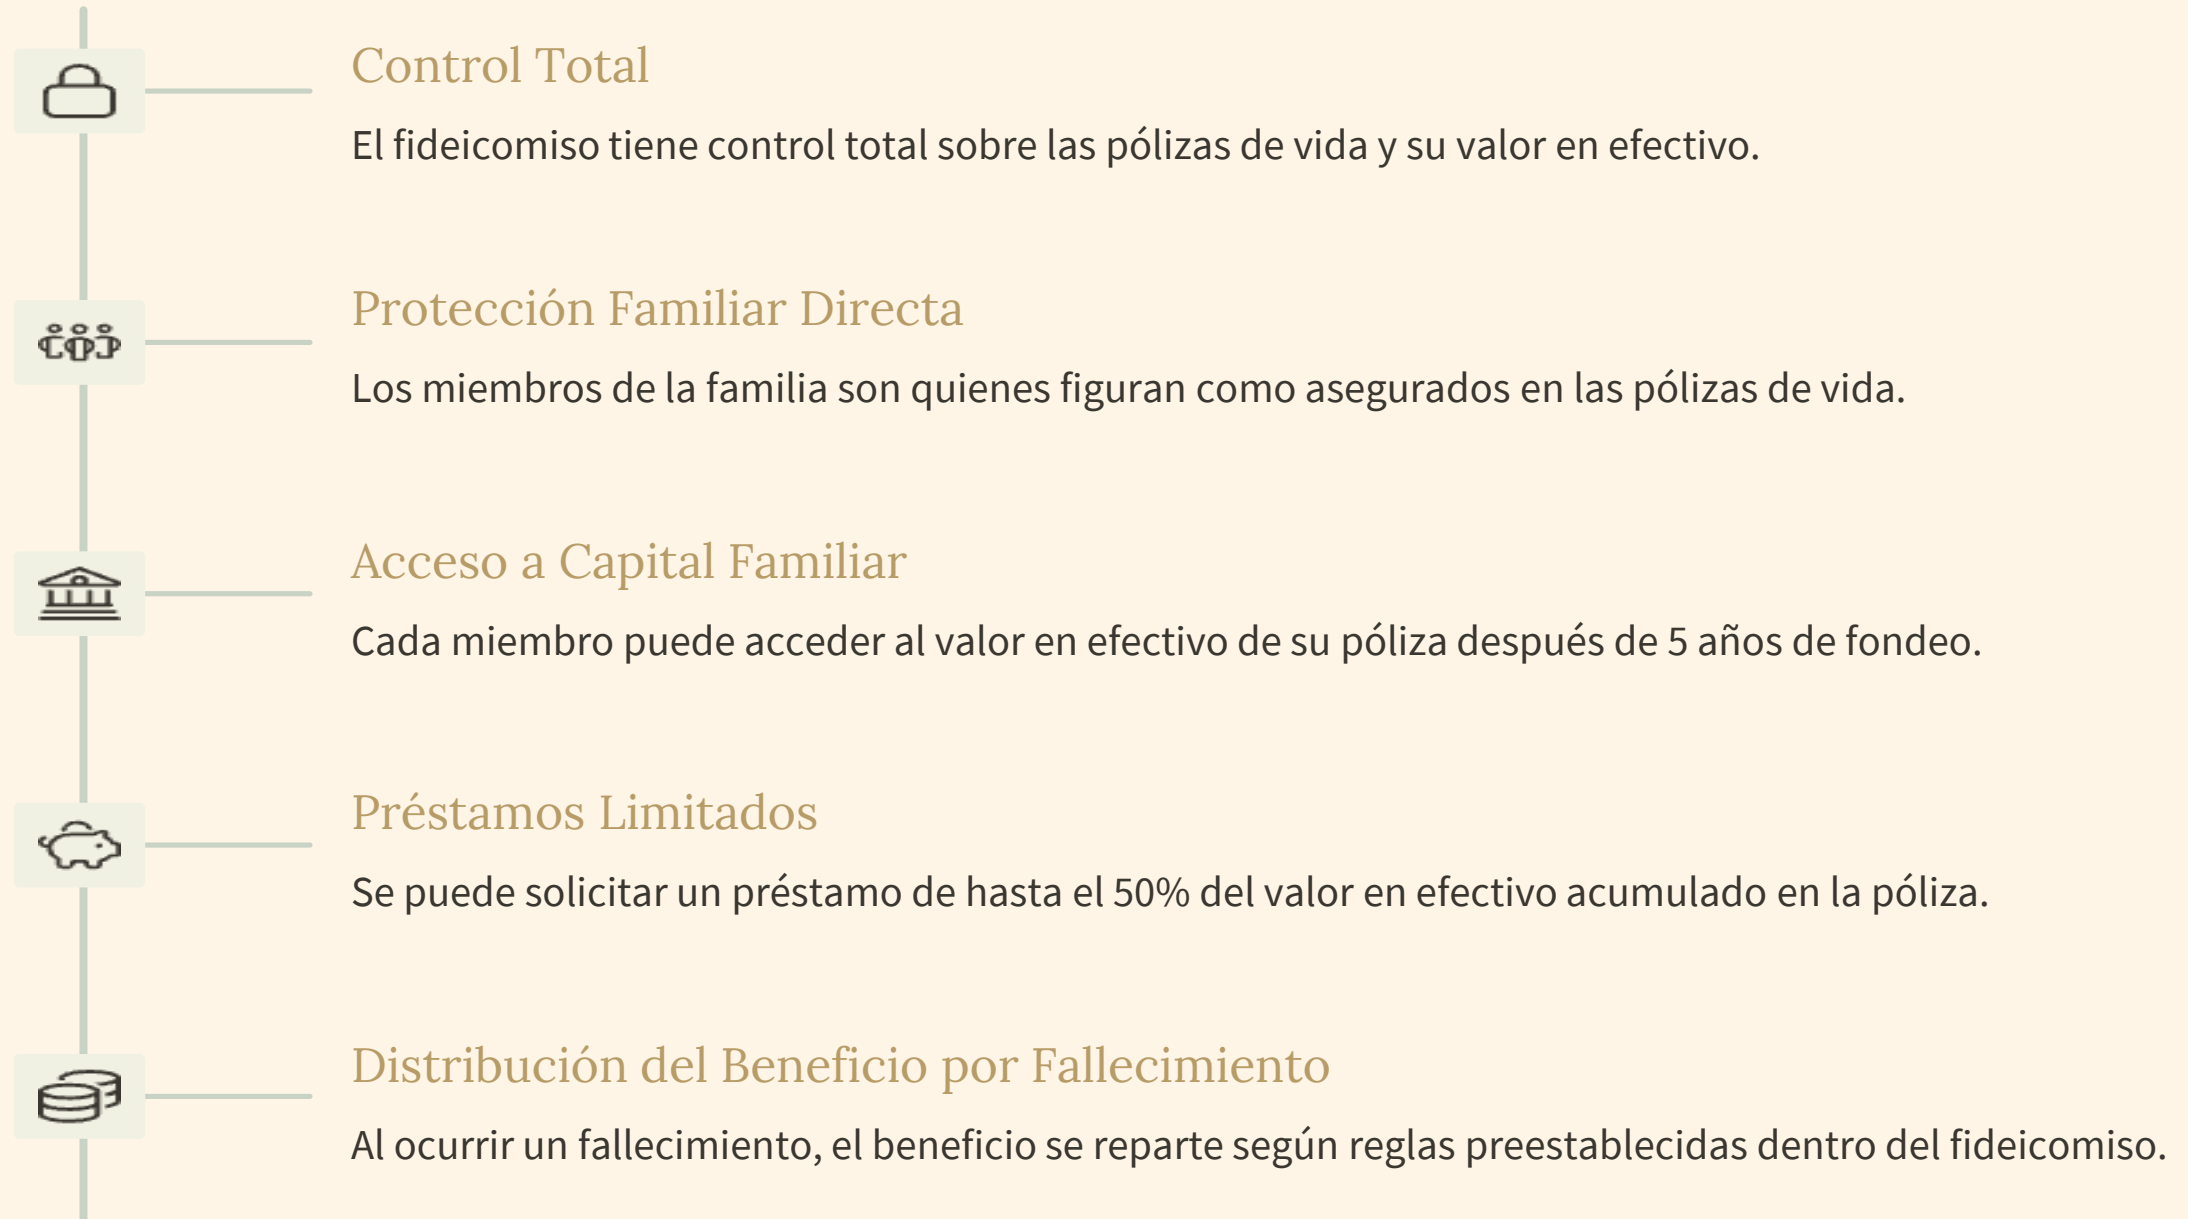 Control Total
El fideicomiso tiene control total sobre las pólizas de vida y su valor en efectivo.
Protección Familiar Directa
Los miembros de la familia son quienes figuran como asegurados en las pólizas de vida.
Acceso a Capital Familiar
Cada miembro puede acceder al valor en efectivo de su póliza después de 5 años de fondeo.
Préstamos Limitados
Se puede solicitar un préstamo de hasta el 50% del valor en efectivo acumulado en la póliza.
Distribución del Beneficio por Fallecimiento
Al ocurrir un fallecimiento, el beneficio se reparte según reglas preestablecidas dentro del fideicomiso.